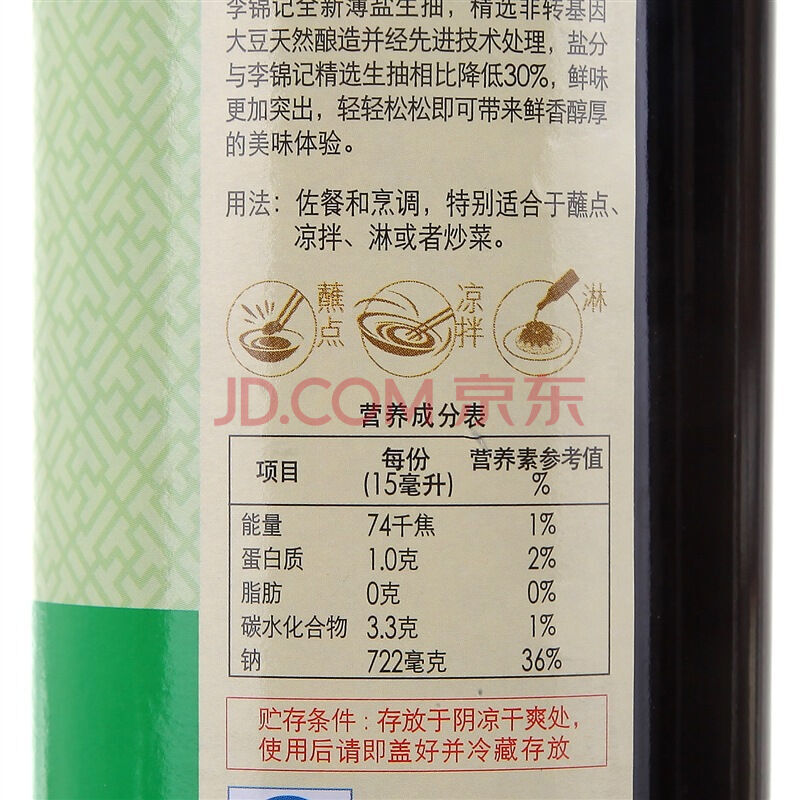 李锦记全新薄盐生抽，精选非转基因
大豆天然酿造并经先进技术处理，盐分
与李锦记精选生抽相比降低30%，鲜味
更加突出，轻轻松松即可带来鲜香醇厚
的美味体验。
用法：佐餐和烹调，特别适合于蘸点、
凉拌、淋或者炒菜。
蘸点 凉拌 淋
JD.COM 京东
营养成分表
项目 每份(15毫升) 营养素参考值%
能量 74千焦 1%
蛋白质 1.0克 2%
脂肪 0克 0%
碳水化合物 3.3克 1%
钠 722毫克 36%
贮存条件：存放于阴凉干爽处，
使用后请即盖好并冷藏存放